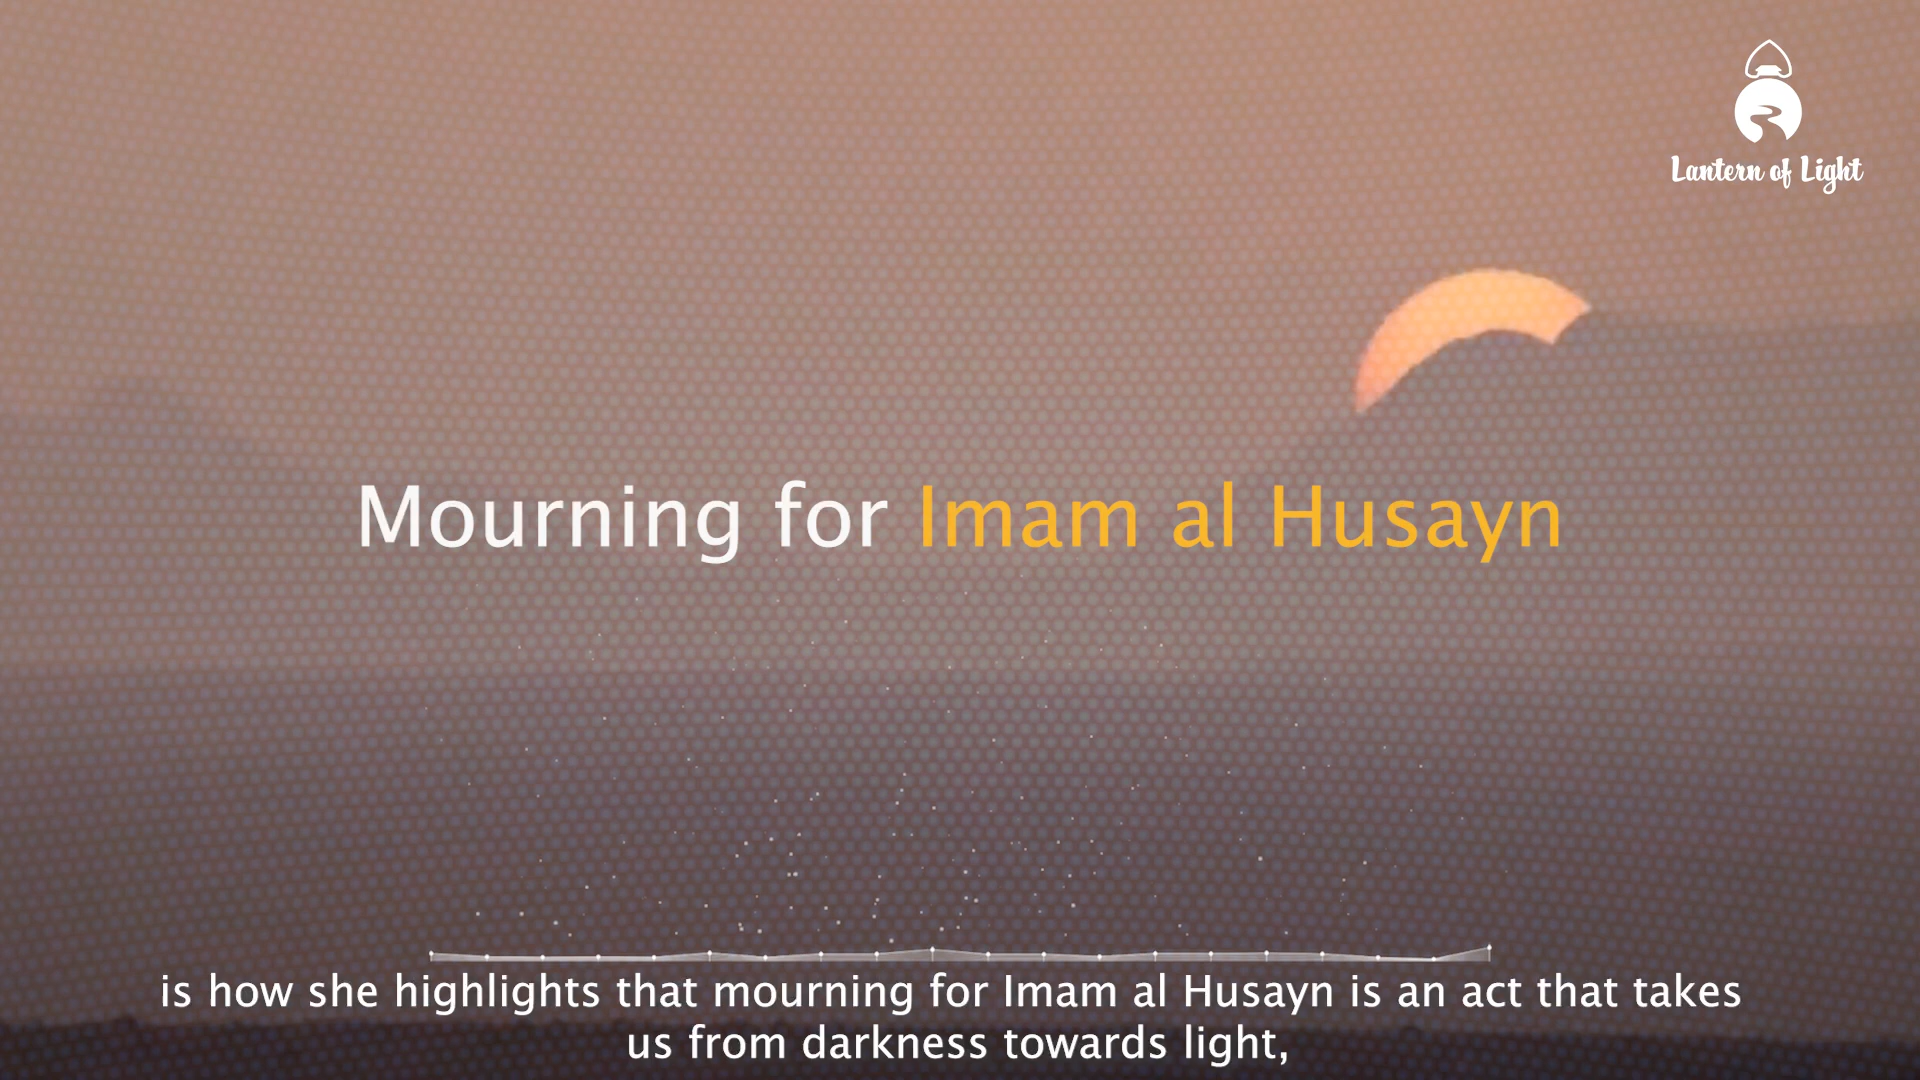 Lantern of Light
Mourning for Imam al Husayn
is how she highlights that mourning for Imam al Husayn is an act that takes
us from darkness towards light,